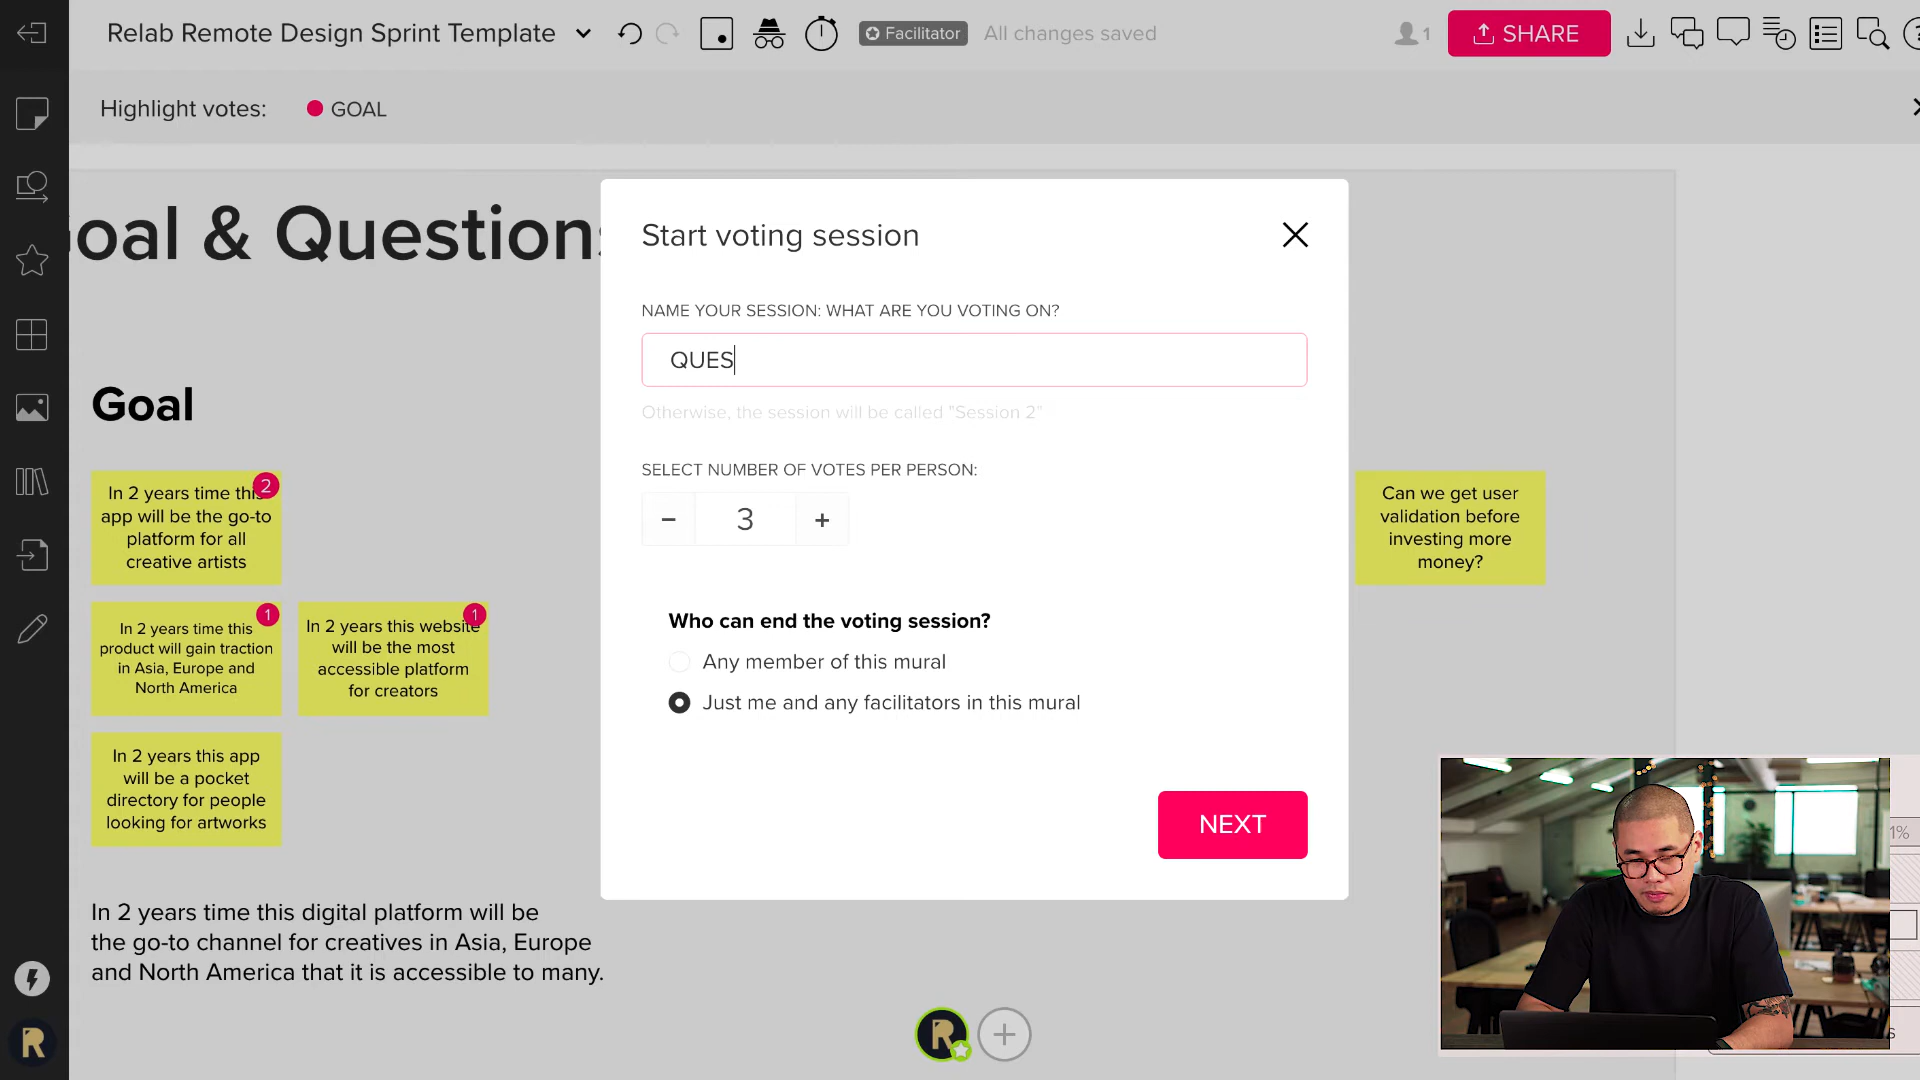 Relab Remote Design Sprint Template
Facilitator
All changes saved
1
SHARE
Highlight votes:
GOAL
oal & Question
Start voting session
NAME YOUR SESSION: WHAT ARE YOU VOTING ON?
QUES
Otherwise, the session will be called "Session 2"
SELECT NUMBER OF VOTES PER PERSON:
− 3 +
Who can end the voting session?
Any member of this mural
Just me and any facilitators in this mural
NEXT
Goal
2
In 2 years time this
app will be the go-to
platform for all
creative artists
1
In 2 years time this
product will gain traction
in Asia, Europe and
North America
1
In 2 years this website
will be the most
accessible platform
for creators
In 2 years this app
will be a pocket
directory for people
looking for artworks
In 2 years time this digital platform will be
the go-to channel for creatives in Asia, Europe
and North America that it is accessible to many.
Can we get user
validation before
investing more
money?
R
R
1%
s